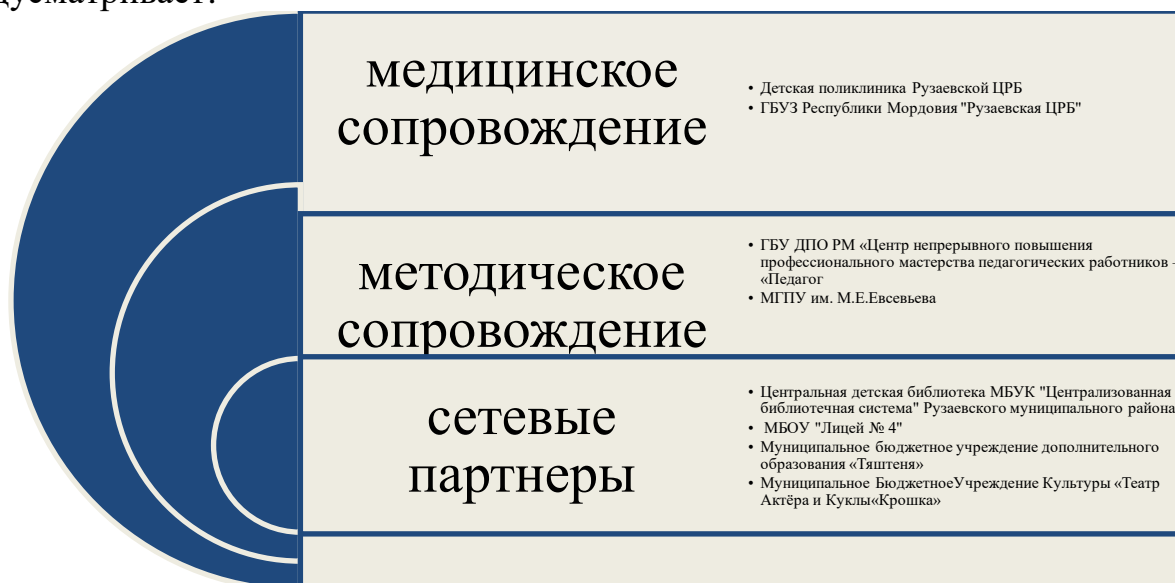 дусматривает:
медицинское
сопровождение
• Детская поликлиника Рузаевской ЦРБ
• ГБУЗ Республики Мордовия "Рузаевская ЦРБ"
методическое
сопровождение
• ГБУ ДПО РМ «Центр непрерывного повышения
профессионального мастерства педагогических работников -
«Педагог
• МГПУ им. М.Е.Евсевьева
сетевые
партнеры
• Центральная детская библиотека МБУК "Централизованная
библиотечная система" Рузаевского муниципального района
• МБОУ "Лицей № 4"
• Муниципальное бюджетное учреждение дополнительного
образования «Тяштеня»
• Муниципальное БюджетноеУчреждение Культуры «Театр
Актёра и Куклы«Крошка»